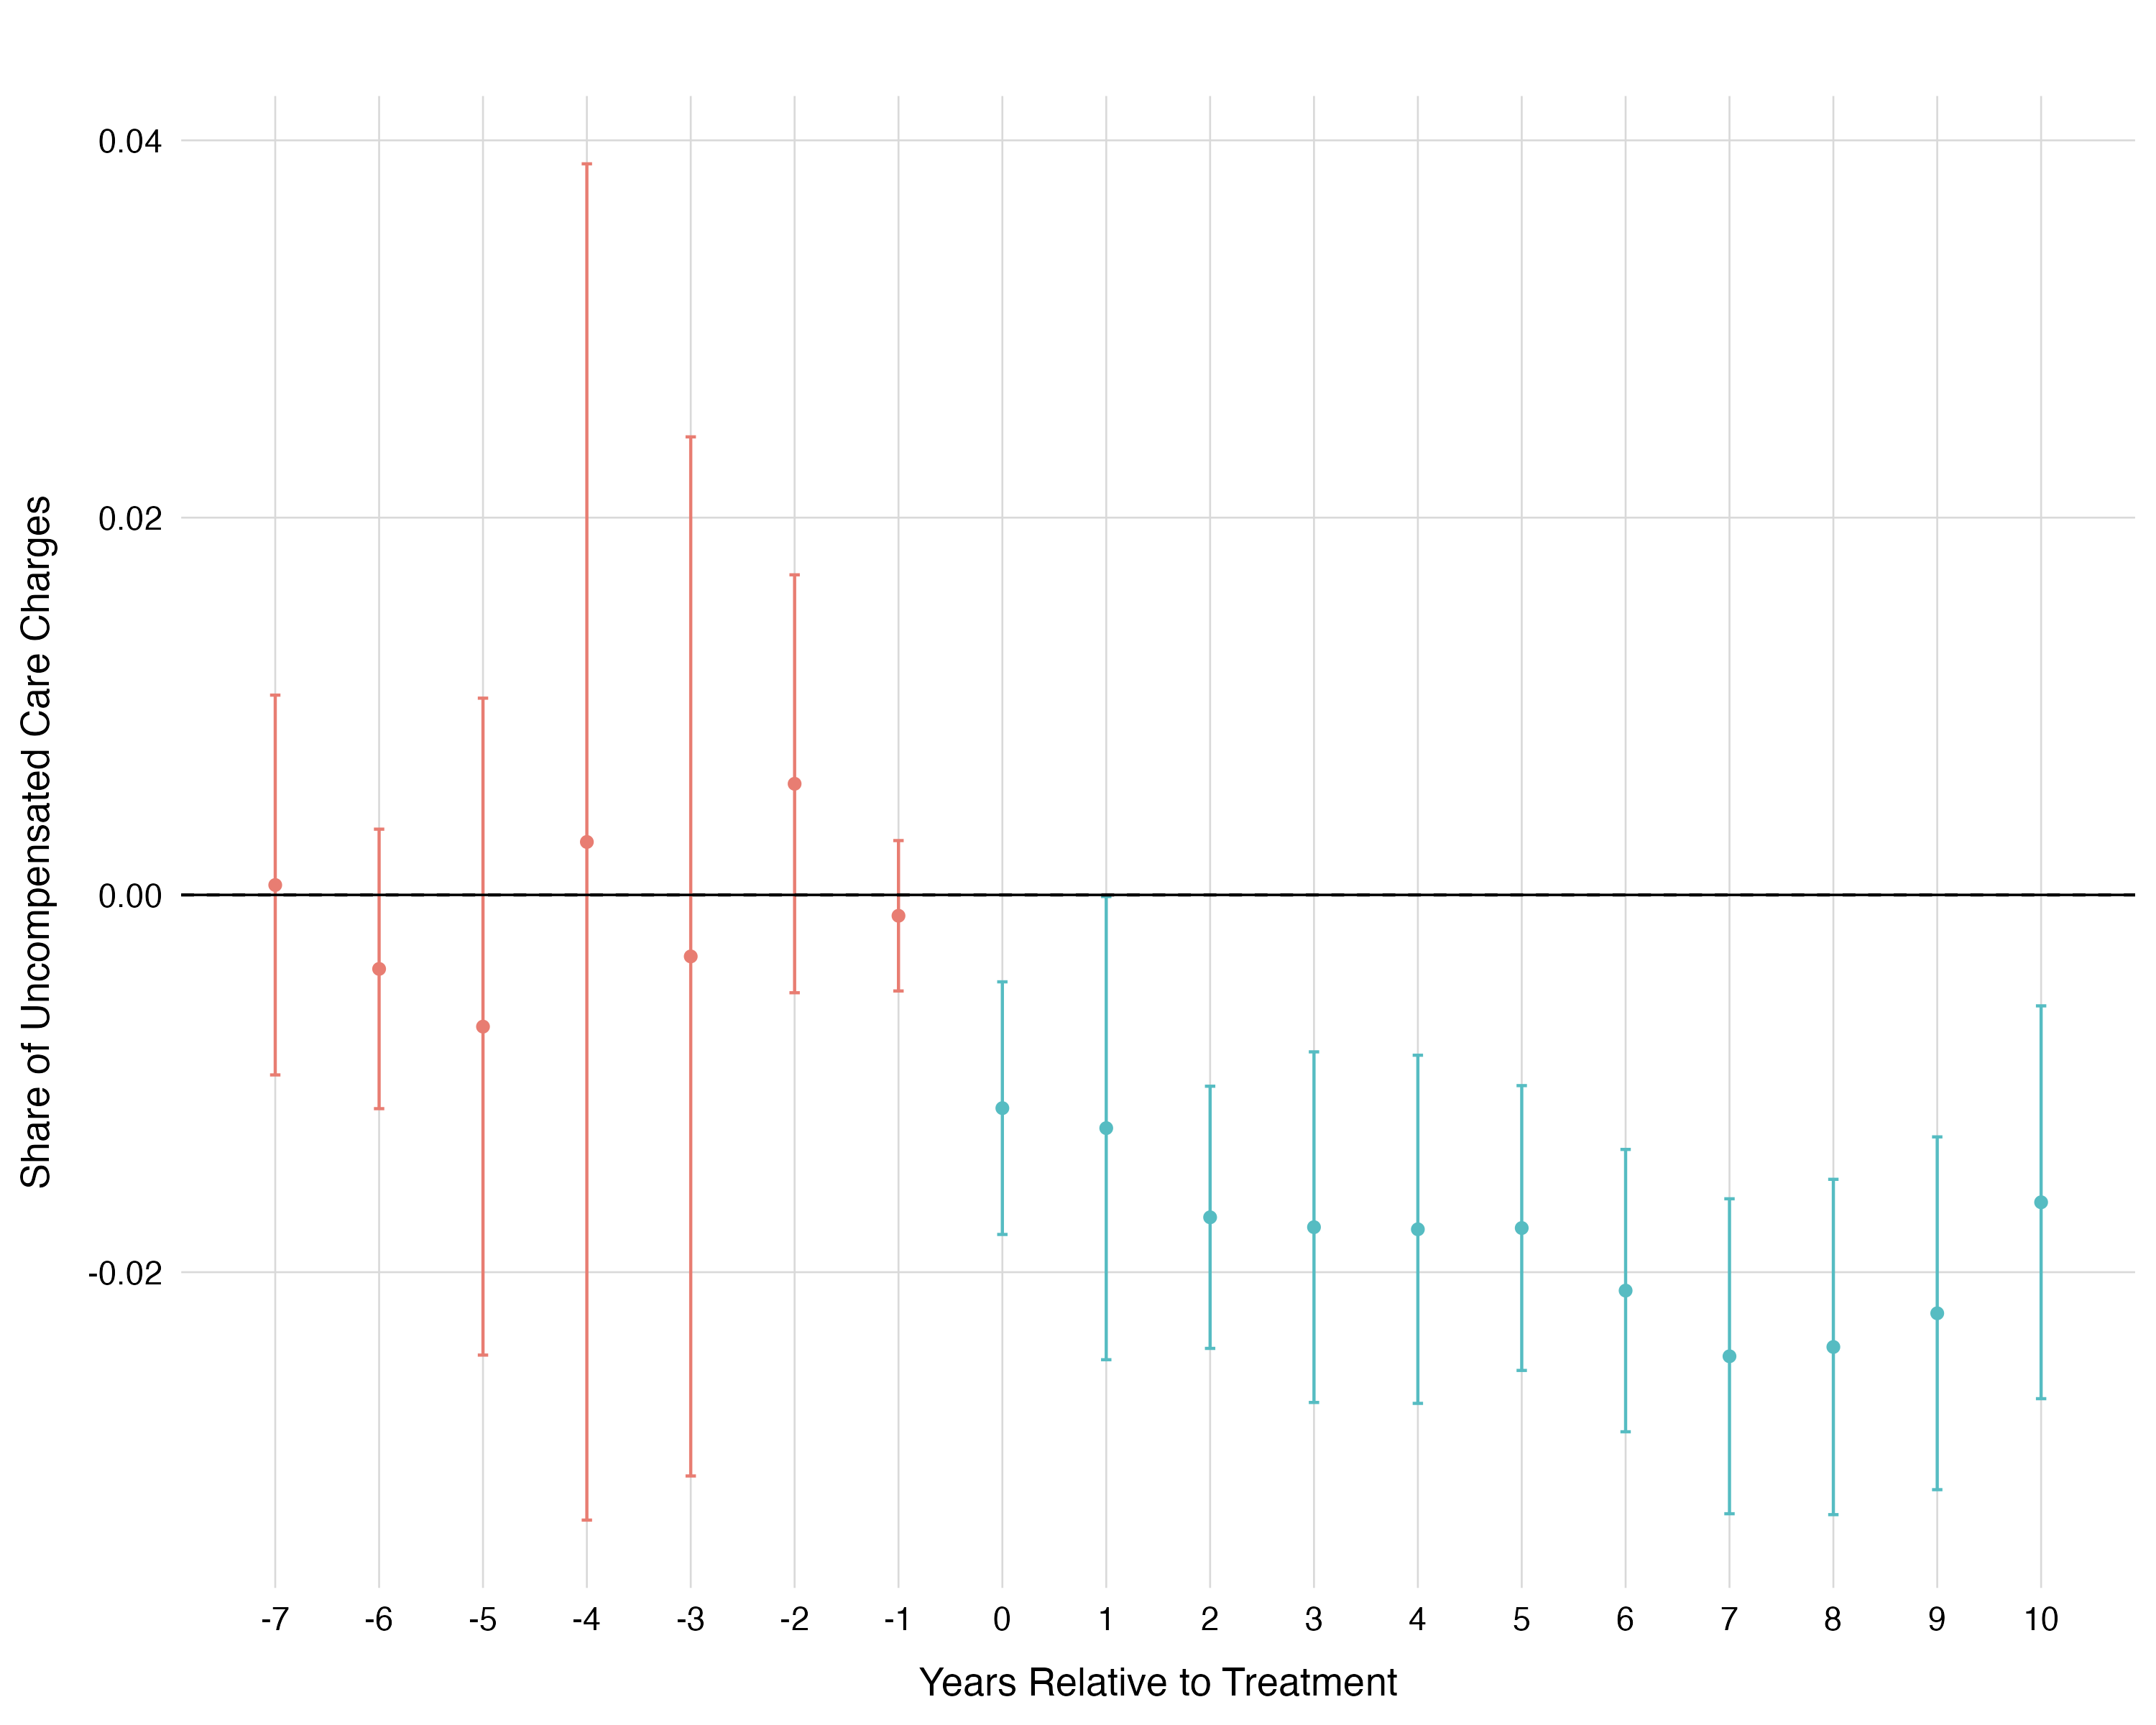 Share of Uncompensated Care Charges
0.04
0.02
0.00
-0.02
-7 -6 -5 -4 -3 -2 -1 0 1 2 3 4 5 6 7 8 9 10
Years Relative to Treatment